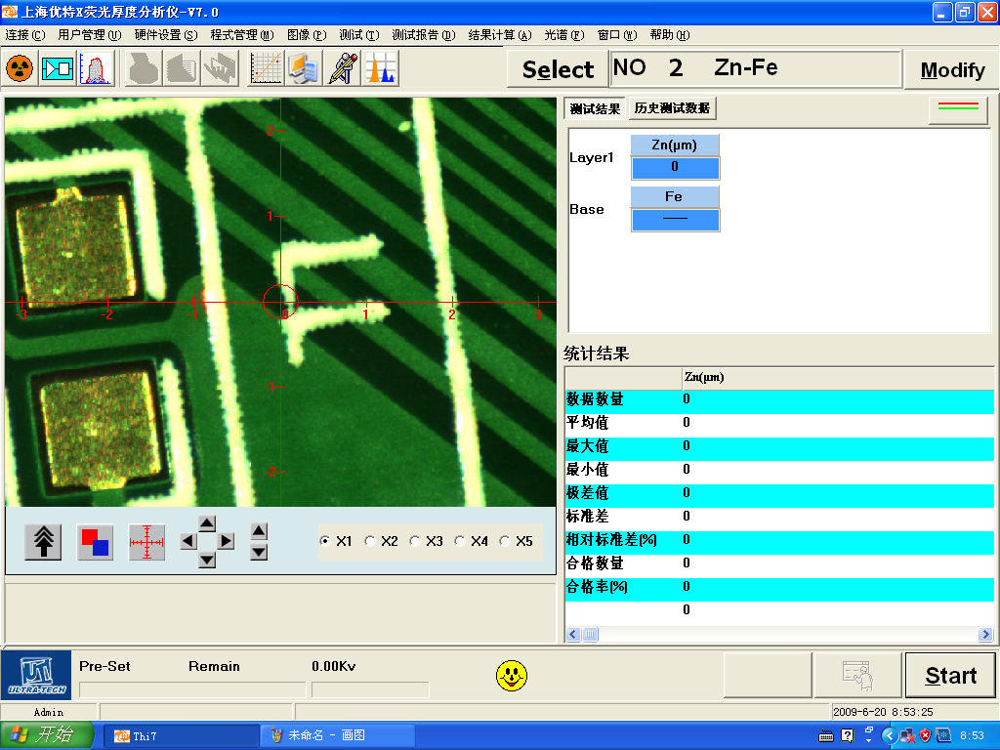 上海优特X荧光厚度分析仪-V7.0
连接(C) 用户管理(U) 硬件设置(S) 程式管理(M) 图像(P) 测试(T) 测试报告(D) 结果计算(A) 光谱(F) 窗口(W) 帮助(H)
Select NO 2 Zn-Fe Modify
测试结果 历史测试数据
Layer1 Zn(µm)
0
Base Fe
——
2
1
-3 -2 -1 0 1 2 3
-1
-2
统计结果
Zn(µm)
数据数量 0
平均值 0
最大值 0
最小值 0
极差值 0
标准差 0
相对标准差(%) 0
合格数量 0
合格率(%) 0
0
X1 X2 X3 X4 X5
ULTRA-TECH
Pre-Set Remain 0.00Kv
Start
Admin 2009-6-20 8:53:25
开始 Thi7 未命名 - 画图 8:53